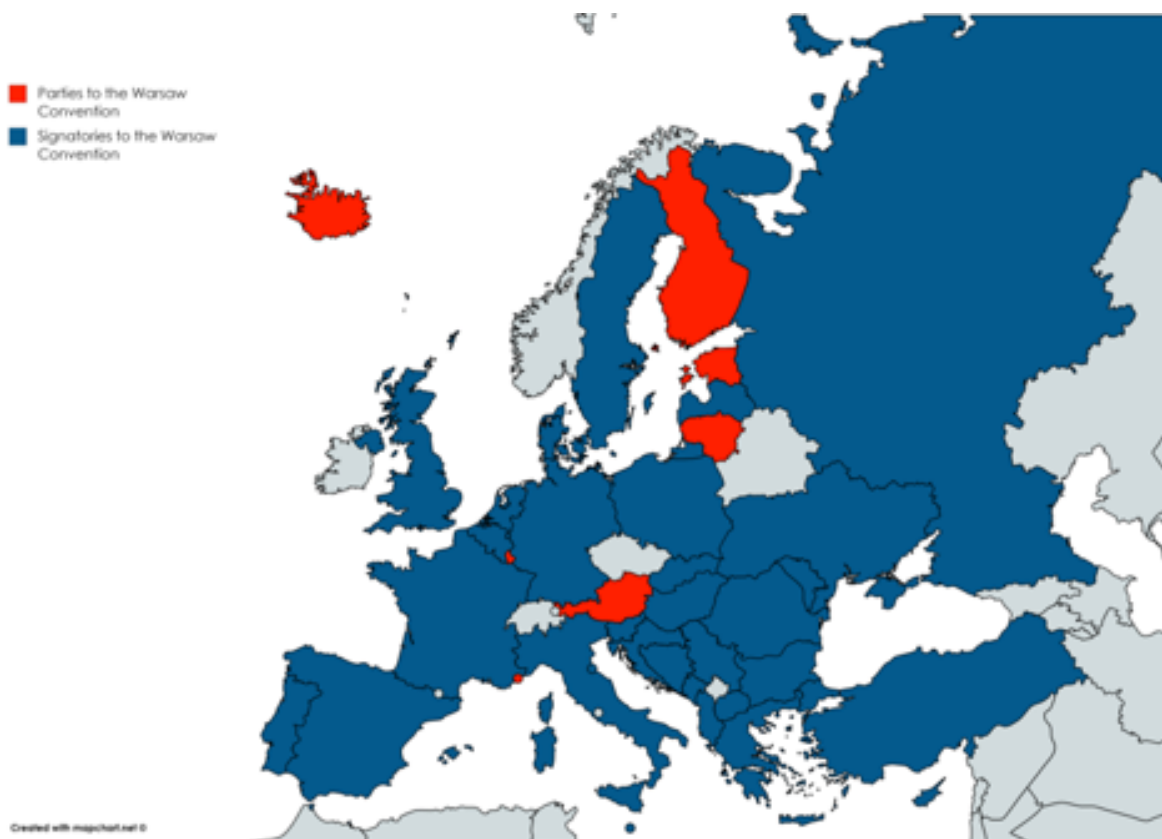 Parties to the Warsaw
Convention
Signatories to the Warsaw
Convention
Created with mapchart.net ©